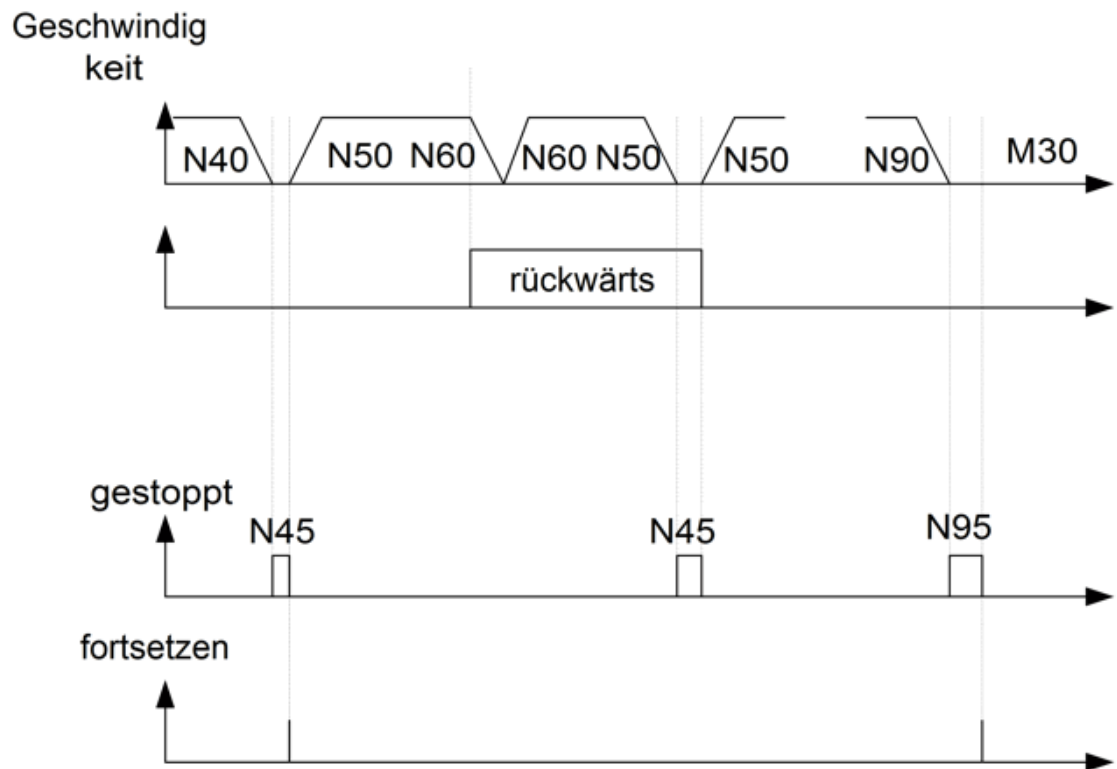 Geschwindig
keit
N40
N50 N60
N60 N50
N50
N90
M30
rückwärts
gestoppt
N45
N45
N95
fortsetzen